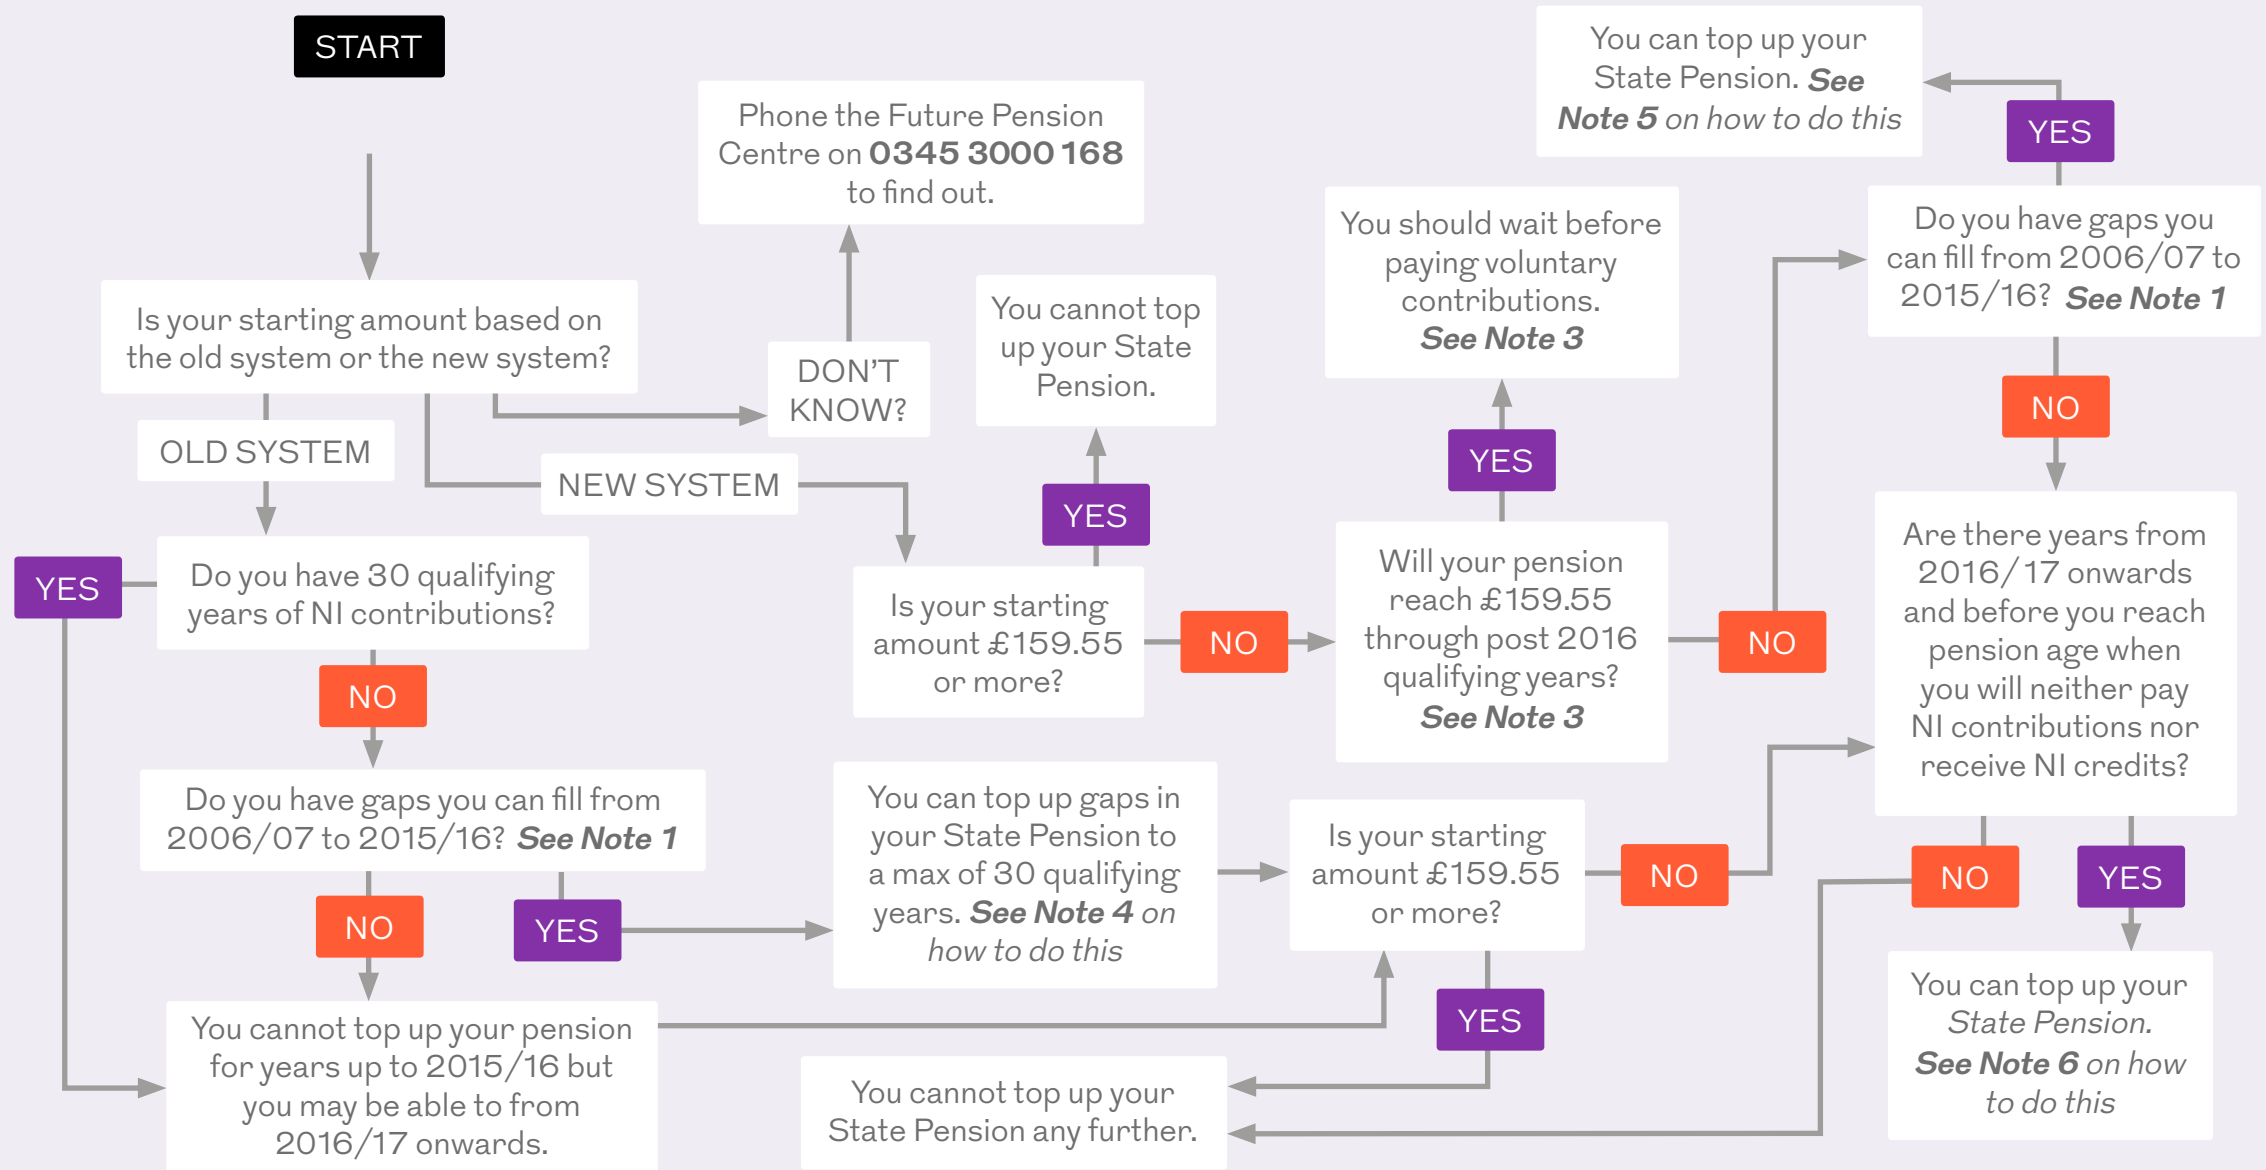 START
Phone the Future Pension
Centre on 0345 3000 168
to find out.
You can top up your
State Pension. See
Note 5 on how to do this
YES
Is your starting amount based on
the old system or the new system?
DON'T
KNOW?
You cannot top
up your State
Pension.
You should wait before
paying voluntary
contributions.
See Note 3
Do you have gaps you
can fill from 2006/07 to
2015/16? See Note 1
OLD SYSTEM
NEW SYSTEM
YES
YES
NO
YES
Do you have 30 qualifying
years of NI contributions?
Is your starting
amount £159.55
or more?
NO
Will your pension
reach £159.55
through post 2016
qualifying years?
See Note 3
NO
Are there years from
2016/17 onwards
and before you reach
pension age when
you will neither pay
NI contributions nor
receive NI credits?
NO
Do you have gaps you can fill from
2006/07 to 2015/16? See Note 1
You can top up gaps in
your State Pension to
a max of 30 qualifying
years. See Note 4 on
how to do this
Is your starting
amount £159.55
or more?
NO
NO
YES
NO
YES
You cannot top up your pension
for years up to 2015/16 but
you may be able to from
2016/17 onwards.
YES
You cannot top up your
State Pension any further.
You can top up your
State Pension.
See Note 6 on how
to do this